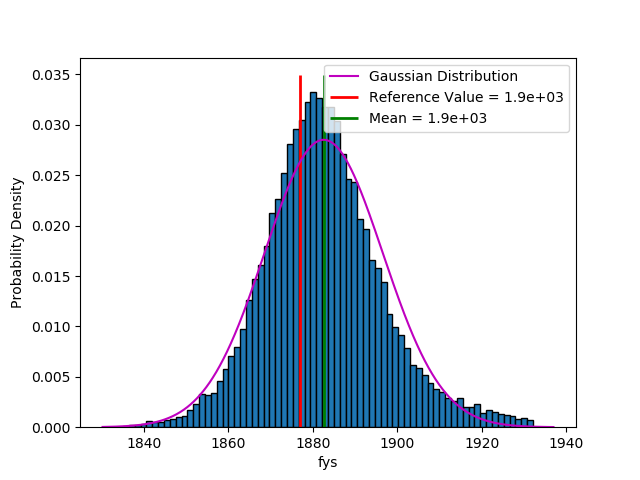 0.035
0.030
0.025
0.020
0.015
0.010
0.005
0.000
Probability Density
Gaussian Distribution
Reference Value = 1.9e+03
Mean = 1.9e+03
1840 1860 1880 1900 1920 1940
fys